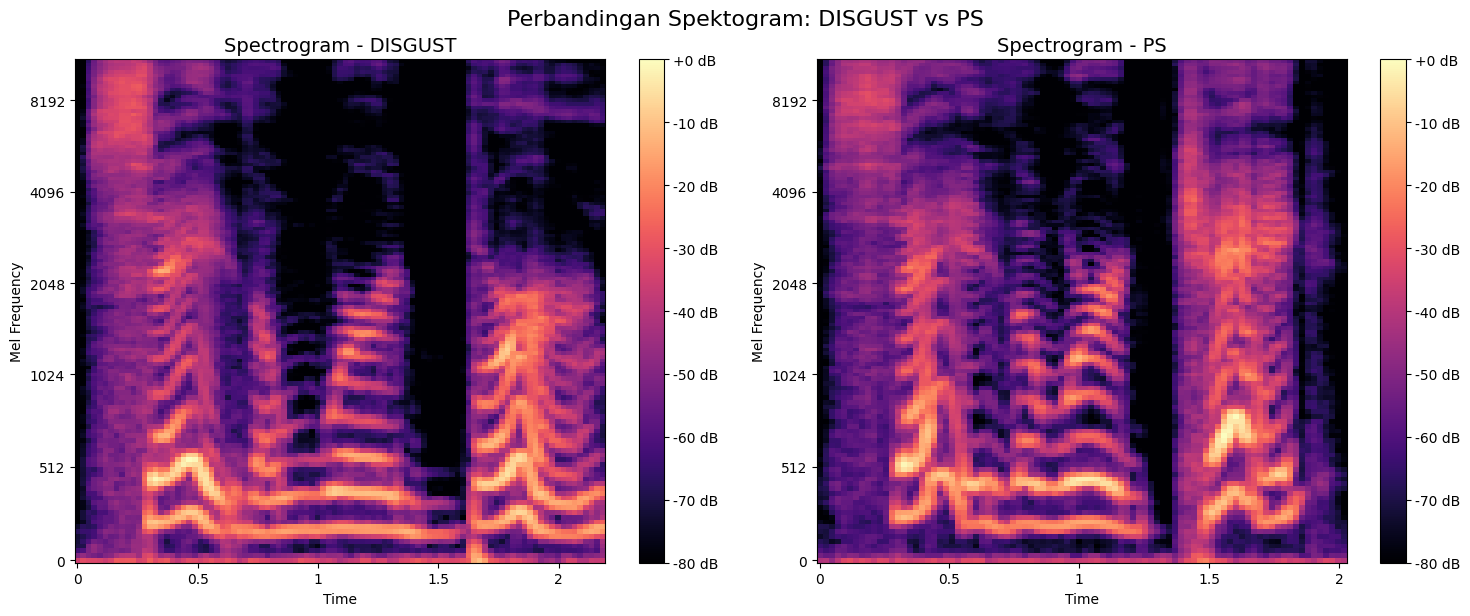 Perbandingan Spektogram: DISGUST vs PS
Spectrogram - DISGUST
Mel Frequency
8192
4096
2048
1024
512
0
0
0.5
1
1.5
2
Time
+0 dB
-10 dB
-20 dB
-30 dB
-40 dB
-50 dB
-60 dB
-70 dB
-80 dB
Spectrogram - PS
Mel Frequency
8192
4096
2048
1024
512
0
0
0.5
1
1.5
2
Time
+0 dB
-10 dB
-20 dB
-30 dB
-40 dB
-50 dB
-60 dB
-70 dB
-80 dB